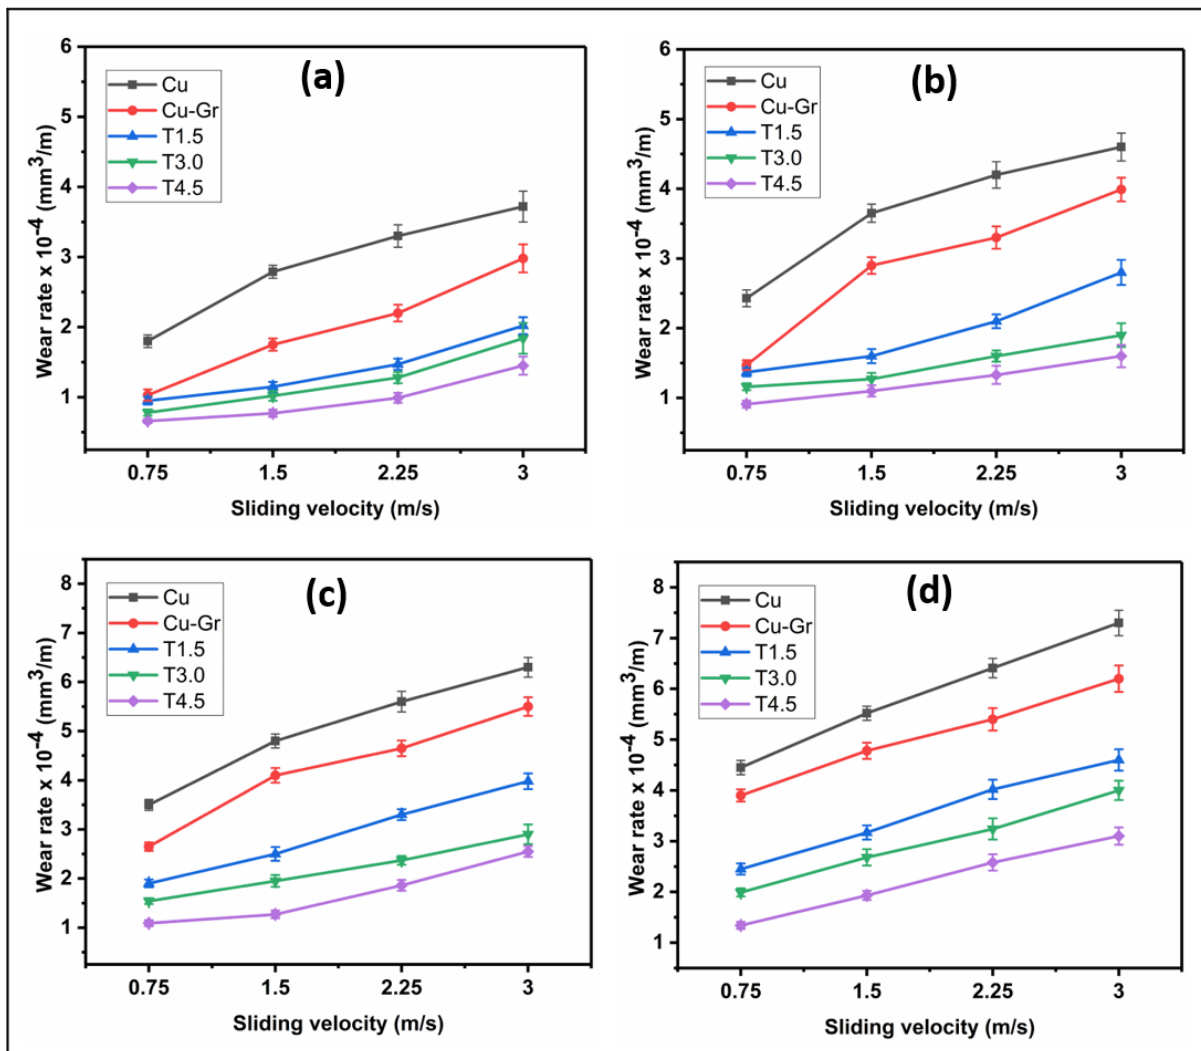 (a)
Cu
Cu-Gr
T1.5
T3.0
T4.5
6
5
4
3
2
1
Wear rate x 10⁻⁴ (mm³/m)
0.75 1.5 2.25 3
Sliding velocity (m/s)
(b)
Cu
Cu-Gr
T1.5
T3.0
T4.5
6
5
4
3
2
1
Wear rate x 10⁻⁴ (mm³/m)
0.75 1.5 2.25 3
Sliding velocity (m/s)
(c)
Cu
Cu-Gr
T1.5
T3.0
T4.5
8
7
6
5
4
3
2
1
Wear rate x 10⁻⁴ (mm³/m)
0.75 1.5 2.25 3
Sliding velocity (m/s)
(d)
Cu
Cu-Gr
T1.5
T3.0
T4.5
8
7
6
5
4
3
2
1
Wear rate x 10⁻⁴ (mm³/m)
0.75 1.5 2.25 3
Sliding velocity (m/s)